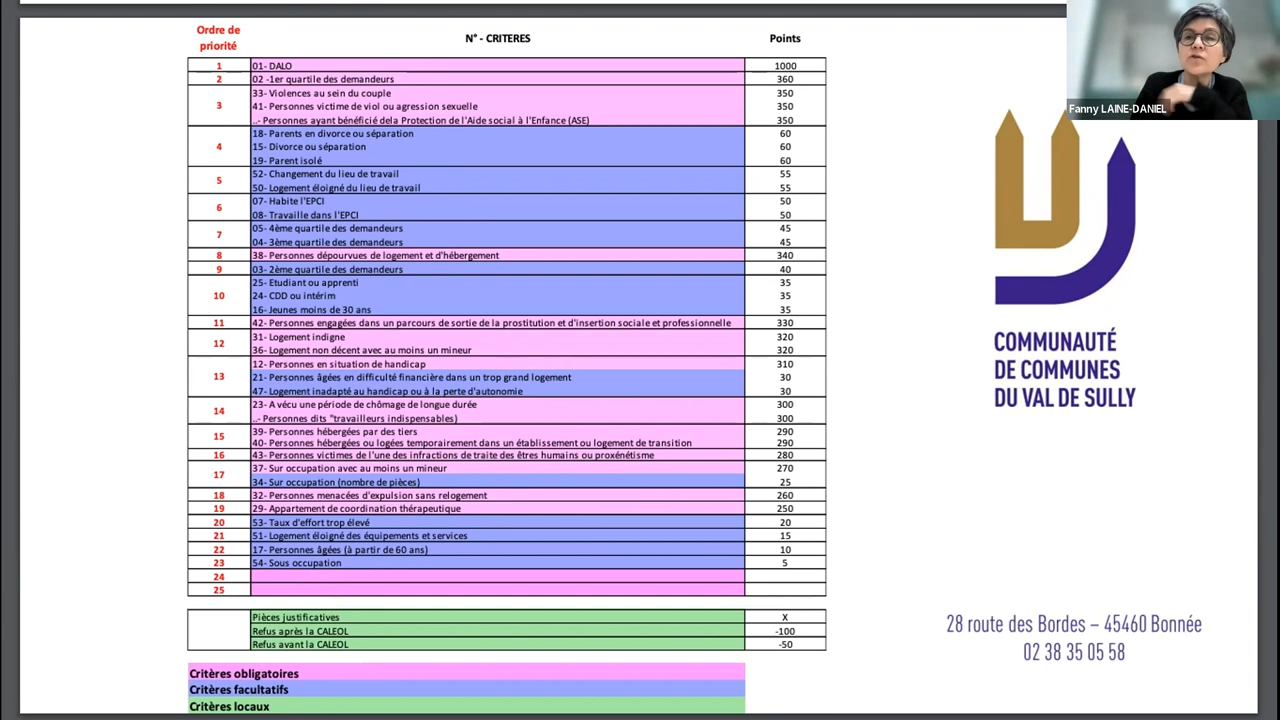 Ordre de priorité N° - CRITERES Points
1 01- DALO 1000
2 02 -1er quartile des demandeurs 360
3 33- Violences au sein du couple 350
41- Personnes victime de viol ou agression sexuelle 350
..- Personnes ayant bénéficié dela Protection de l'Aide social à l'Enfance (ASE) 350
4 18- Parents en divorce ou séparation 60
15- Divorce ou séparation 60
19- Parent isolé 60
5 52- Changement du lieu de travail 55
50- Logement éloigné du lieu de travail 55
6 07- Habite l'EPCI 50
08- Travaille dans l'EPCI 50
7 05- 4ème quartile des demandeurs 45
04- 3ème quartile des demandeurs 45
8 38- Personnes dépourvues de logement et d'hébergement 340
9 03- 2ème quartile des demandeurs 40
10 25- Etudiant ou apprenti 35
24- CDD ou intérim 35
16- Jeunes moins de 30 ans 35
11 42- Personnes engagées dans un parcours de sortie de la prostitution et d'insertion sociale et professionnelle 330
12 31- Logement indigne 320
36- Logement non décent avec au moins un mineur 320
13 12- Personnes en situation de handicap 310
21- Personnes âgées en difficulté financière dans un trop grand logement 30
47- Logement inadapté au handicap ou à la perte d'autonomie 30
14 23- A vécu une période de chômage de longue durée 300
..- Personnes dits "travailleurs indispensables) 300
15 39- Personnes hébergées par des tiers 290
40- Personnes hébergées ou logées temporairement dans un établissement ou logement de transition 290
16 43- Personnes victimes de l'une des infractions de traite des êtres humains ou proxénétisme 280
17 37- Sur occupation avec au moins un mineur 270
34- Sur occupation (nombre de pièces) 25
18 32- Personnes menacées d'expulsion sans relogement 260
19 29- Appartement de coordination thérapeutique 250
20 53- Taux d'effort trop élevé 20
21 51- Logement éloigné des équipements et services 15
22 17- Personnes âgées (à partir de 60 ans) 10
23 54- Sous occupation 5
24
25
Pièces justificatives X
Refus après la CALEOL -100
Refus avant la CALEOL -50
Critères obligatoires
Critères facultatifs
Critères locaux
Fanny LAINE-DANIEL
COMMUNAUTÉ
DE COMMUNES
DU VAL DE SULLY
28 route des Bordes – 45460 Bonnée
02 38 35 05 58